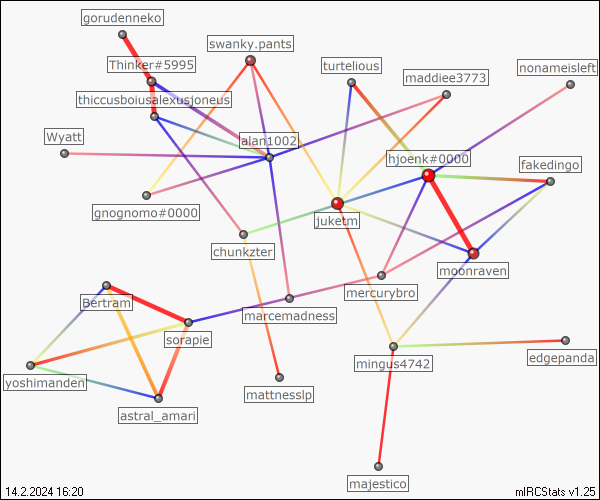 gorudenneko
swanky.pants
Thinker#5995
turtelious
maddiee3773
nonameisleft
thiccusboiusalexusjoneus
Wyatt
alan1002
hjoenk#0000
fakedingo
gnognomo#0000
juketm
chunkzter
moonraven
mercurybro
Bertram
marcemadness
sorapie
mingus4742
edgepanda
yoshimanden
mattnesslp
astral_amari
majestico
14.2.2024 16:20
mIRCStats v1.25